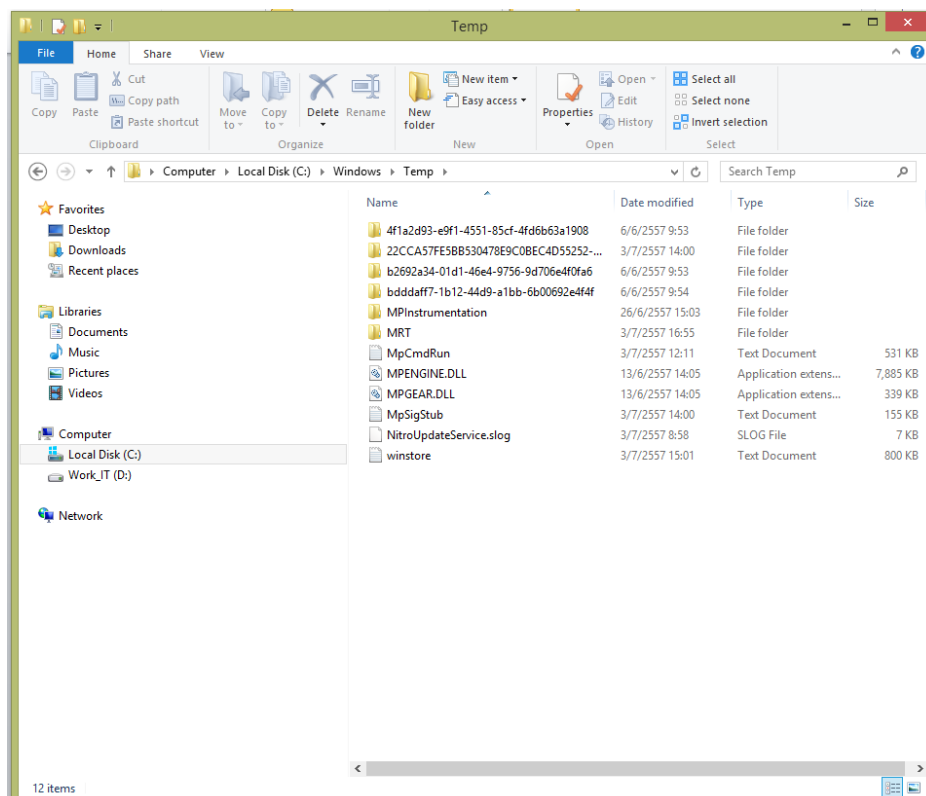 Temp
File Home Share View
Copy
Paste
Cut
Copy path
Paste shortcut
Clipboard
Move to
Copy to
Delete
Rename
Organize
New folder
New item
Easy access
New
Properties
Open
Edit
History
Open
Select all
Select none
Invert selection
Select
Computer Local Disk (C:) Windows Temp
Search Temp
Favorites
Desktop
Downloads
Recent places
Libraries
Documents
Music
Pictures
Videos
Computer
Local Disk (C:)
Work_IT (D:)
Network
Name Date modified Type Size
4f1a2d93-e9f1-4551-85cf-4fd6b63a1908 6/6/2557 9:53 File folder
22CCA57FE5BB530478E9C0BEC4D55252-... 3/7/2557 14:00 File folder
b2692a34-01d1-46e4-9756-9d706e4f0fa6 6/6/2557 9:53 File folder
bdddaff7-1b12-44d9-a1bb-6b00692e4f4f 6/6/2557 9:54 File folder
MPInstrumentation 26/6/2557 15:03 File folder
MRT 3/7/2557 16:55 File folder
MpCmdRun 3/7/2557 12:11 Text Document 531 KB
MPENGINE.DLL 13/6/2557 14:05 Application extens... 7,885 KB
MPGEAR.DLL 13/6/2557 14:05 Application extens... 339 KB
MpSigStub 3/7/2557 14:00 Text Document 155 KB
NitroUpdateService.slog 3/7/2557 8:58 SLOG File 7 KB
winstore 3/7/2557 15:01 Text Document 800 KB
12 items